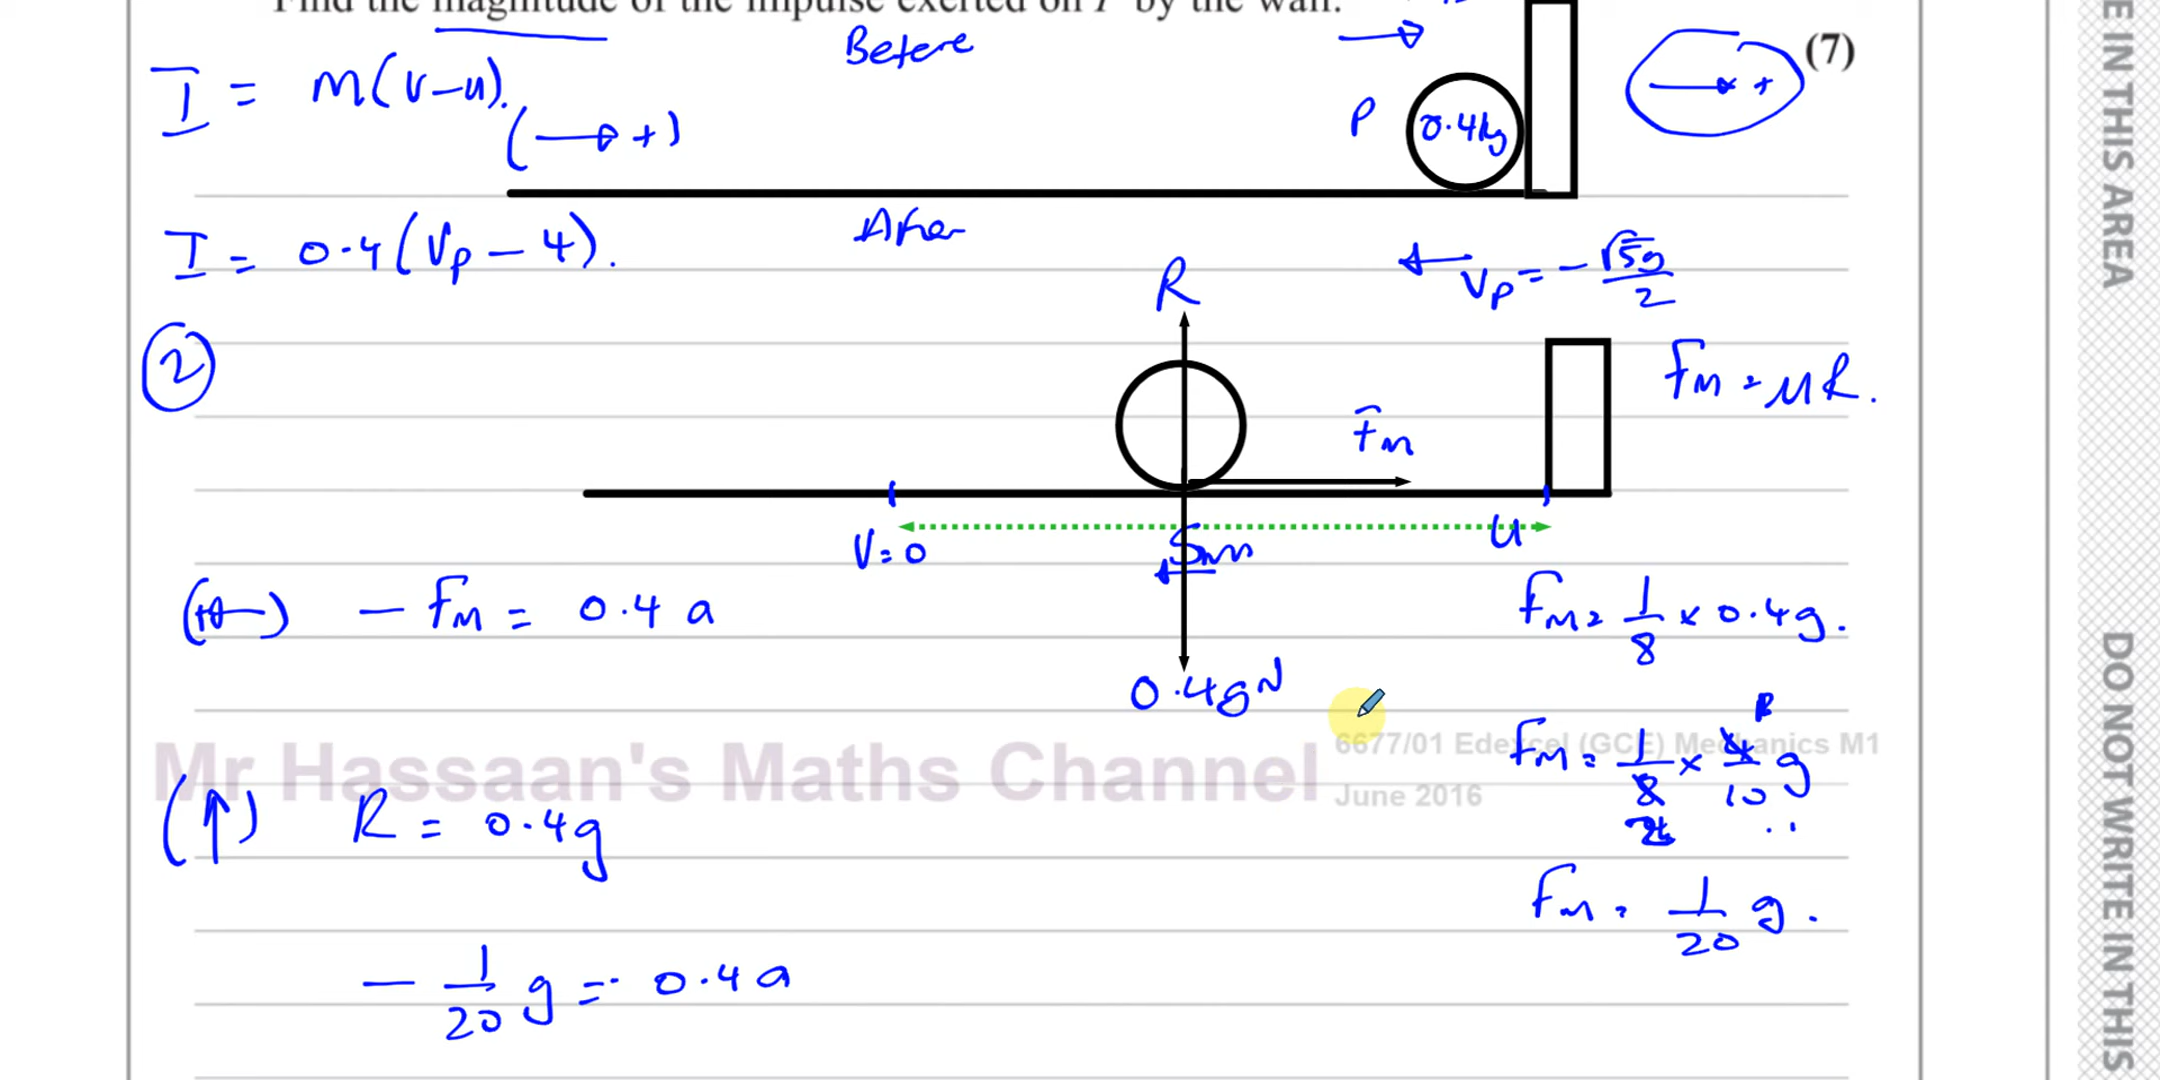 Find the magnitude of the impulse exerted on P by the wall.
(7)
Before
I = m(v-u).
(→ +)
→ +
P
0.4kg
After
I = 0.4(Vp - 4).
Vp = - √5g / 2
R
2
Fm = μR.
Fm
V=0
5m
U
(+←) - Fm = 0.4 a
Fm = 1/8 × 0.4g.
0.4gN
Fm = 1/8 × 4/10 g
Mr Hassaan's Maths Channel
6677/01 Edexcel (GCE) Mechanics M1
June 2016
(↑) R = 0.4g
Fm = 1/20 g.
- 1/20 g = 0.4 a
E IN THIS AREA
DO NOT WRITE IN THIS